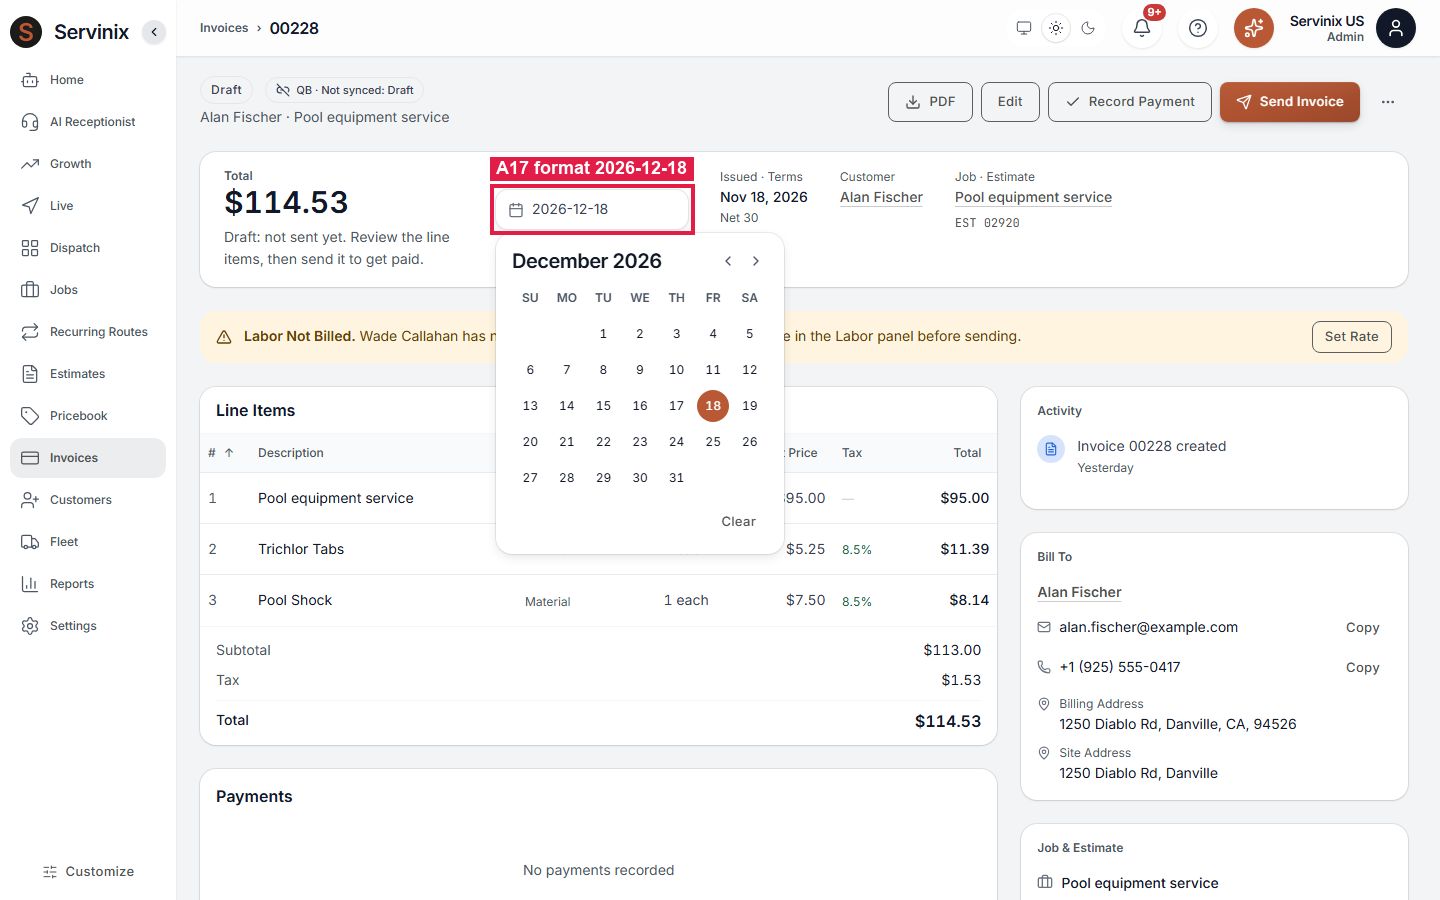 Servinix
Home
AI Receptionist
Growth
Live
Dispatch
Jobs
Recurring Routes
Estimates
Pricebook
Invoices
Customers
Fleet
Reports
Settings
Customize
Invoices › 00228
9+
Servinix US
Admin
Draft
QB · Not synced: Draft
Alan Fischer · Pool equipment service
PDF
Edit
Record Payment
Send Invoice
Total
$114.53
Draft: not sent yet. Review the line
items, then send it to get paid.
A17 format 2026-12-18
2026-12-18
Issued · Terms
Nov 18, 2026
Net 30
Customer
Alan Fischer
Job · Estimate
Pool equipment service
EST 02920
December 2026
SU MO TU WE TH FR SA
1 2 3 4 5
6 7 8 9 10 11 12
13 14 15 16 17 18 19
20 21 22 23 24 25 26
27 28 29 30 31
Clear
Labor Not Billed. Wade Callahan has
in the Labor panel before sending.
Set Rate
Line Items
# Description Price Tax Total
1 Pool equipment service 95.00 — $95.00
2 Trichlor Tabs $5.25 8.5% $11.39
3 Pool Shock Material 1 each $7.50 8.5% $8.14
Subtotal $113.00
Tax $1.53
Total $114.53
Payments
No payments recorded
Activity
Invoice 00228 created
Yesterday
Bill To
Alan Fischer
alan.fischer@example.com Copy
+1 (925) 555-0417 Copy
Billing Address
1250 Diablo Rd, Danville, CA, 94526
Site Address
1250 Diablo Rd, Danville
Job & Estimate
Pool equipment service